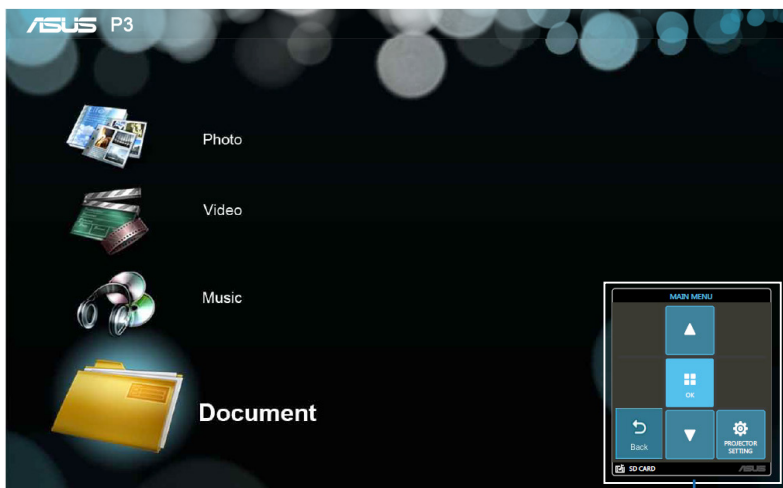 ASUS P3
Photo
Video
Music
Document
MAIN MENU
OK
Back
PROJECTOR
SETTING
SD CARD
ASUS